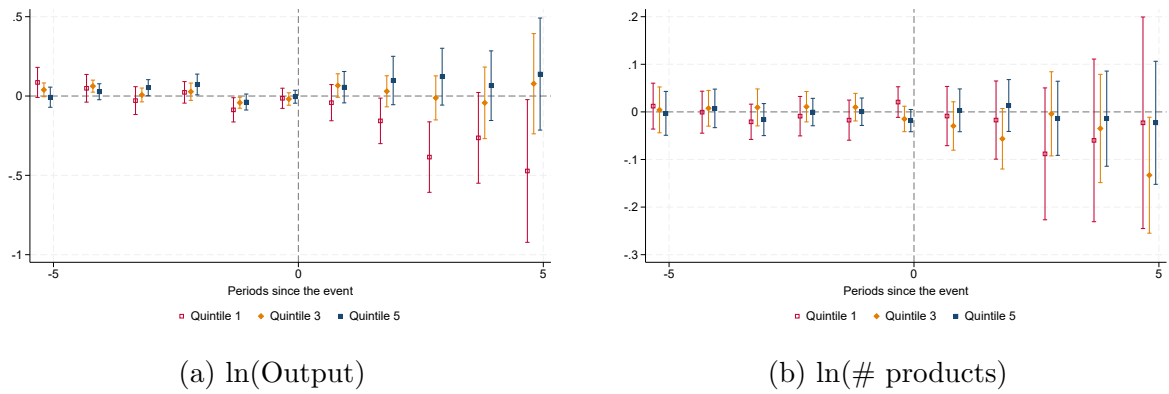 .5
0
-.5
-1
-5
0
5
Periods since the event
Quintile 1 Quintile 3 Quintile 5
(a) ln(Output)
.2
.1
0
-.1
-.2
-.3
-5
0
5
Periods since the event
Quintile 1 Quintile 3 Quintile 5
(b) ln(# products)